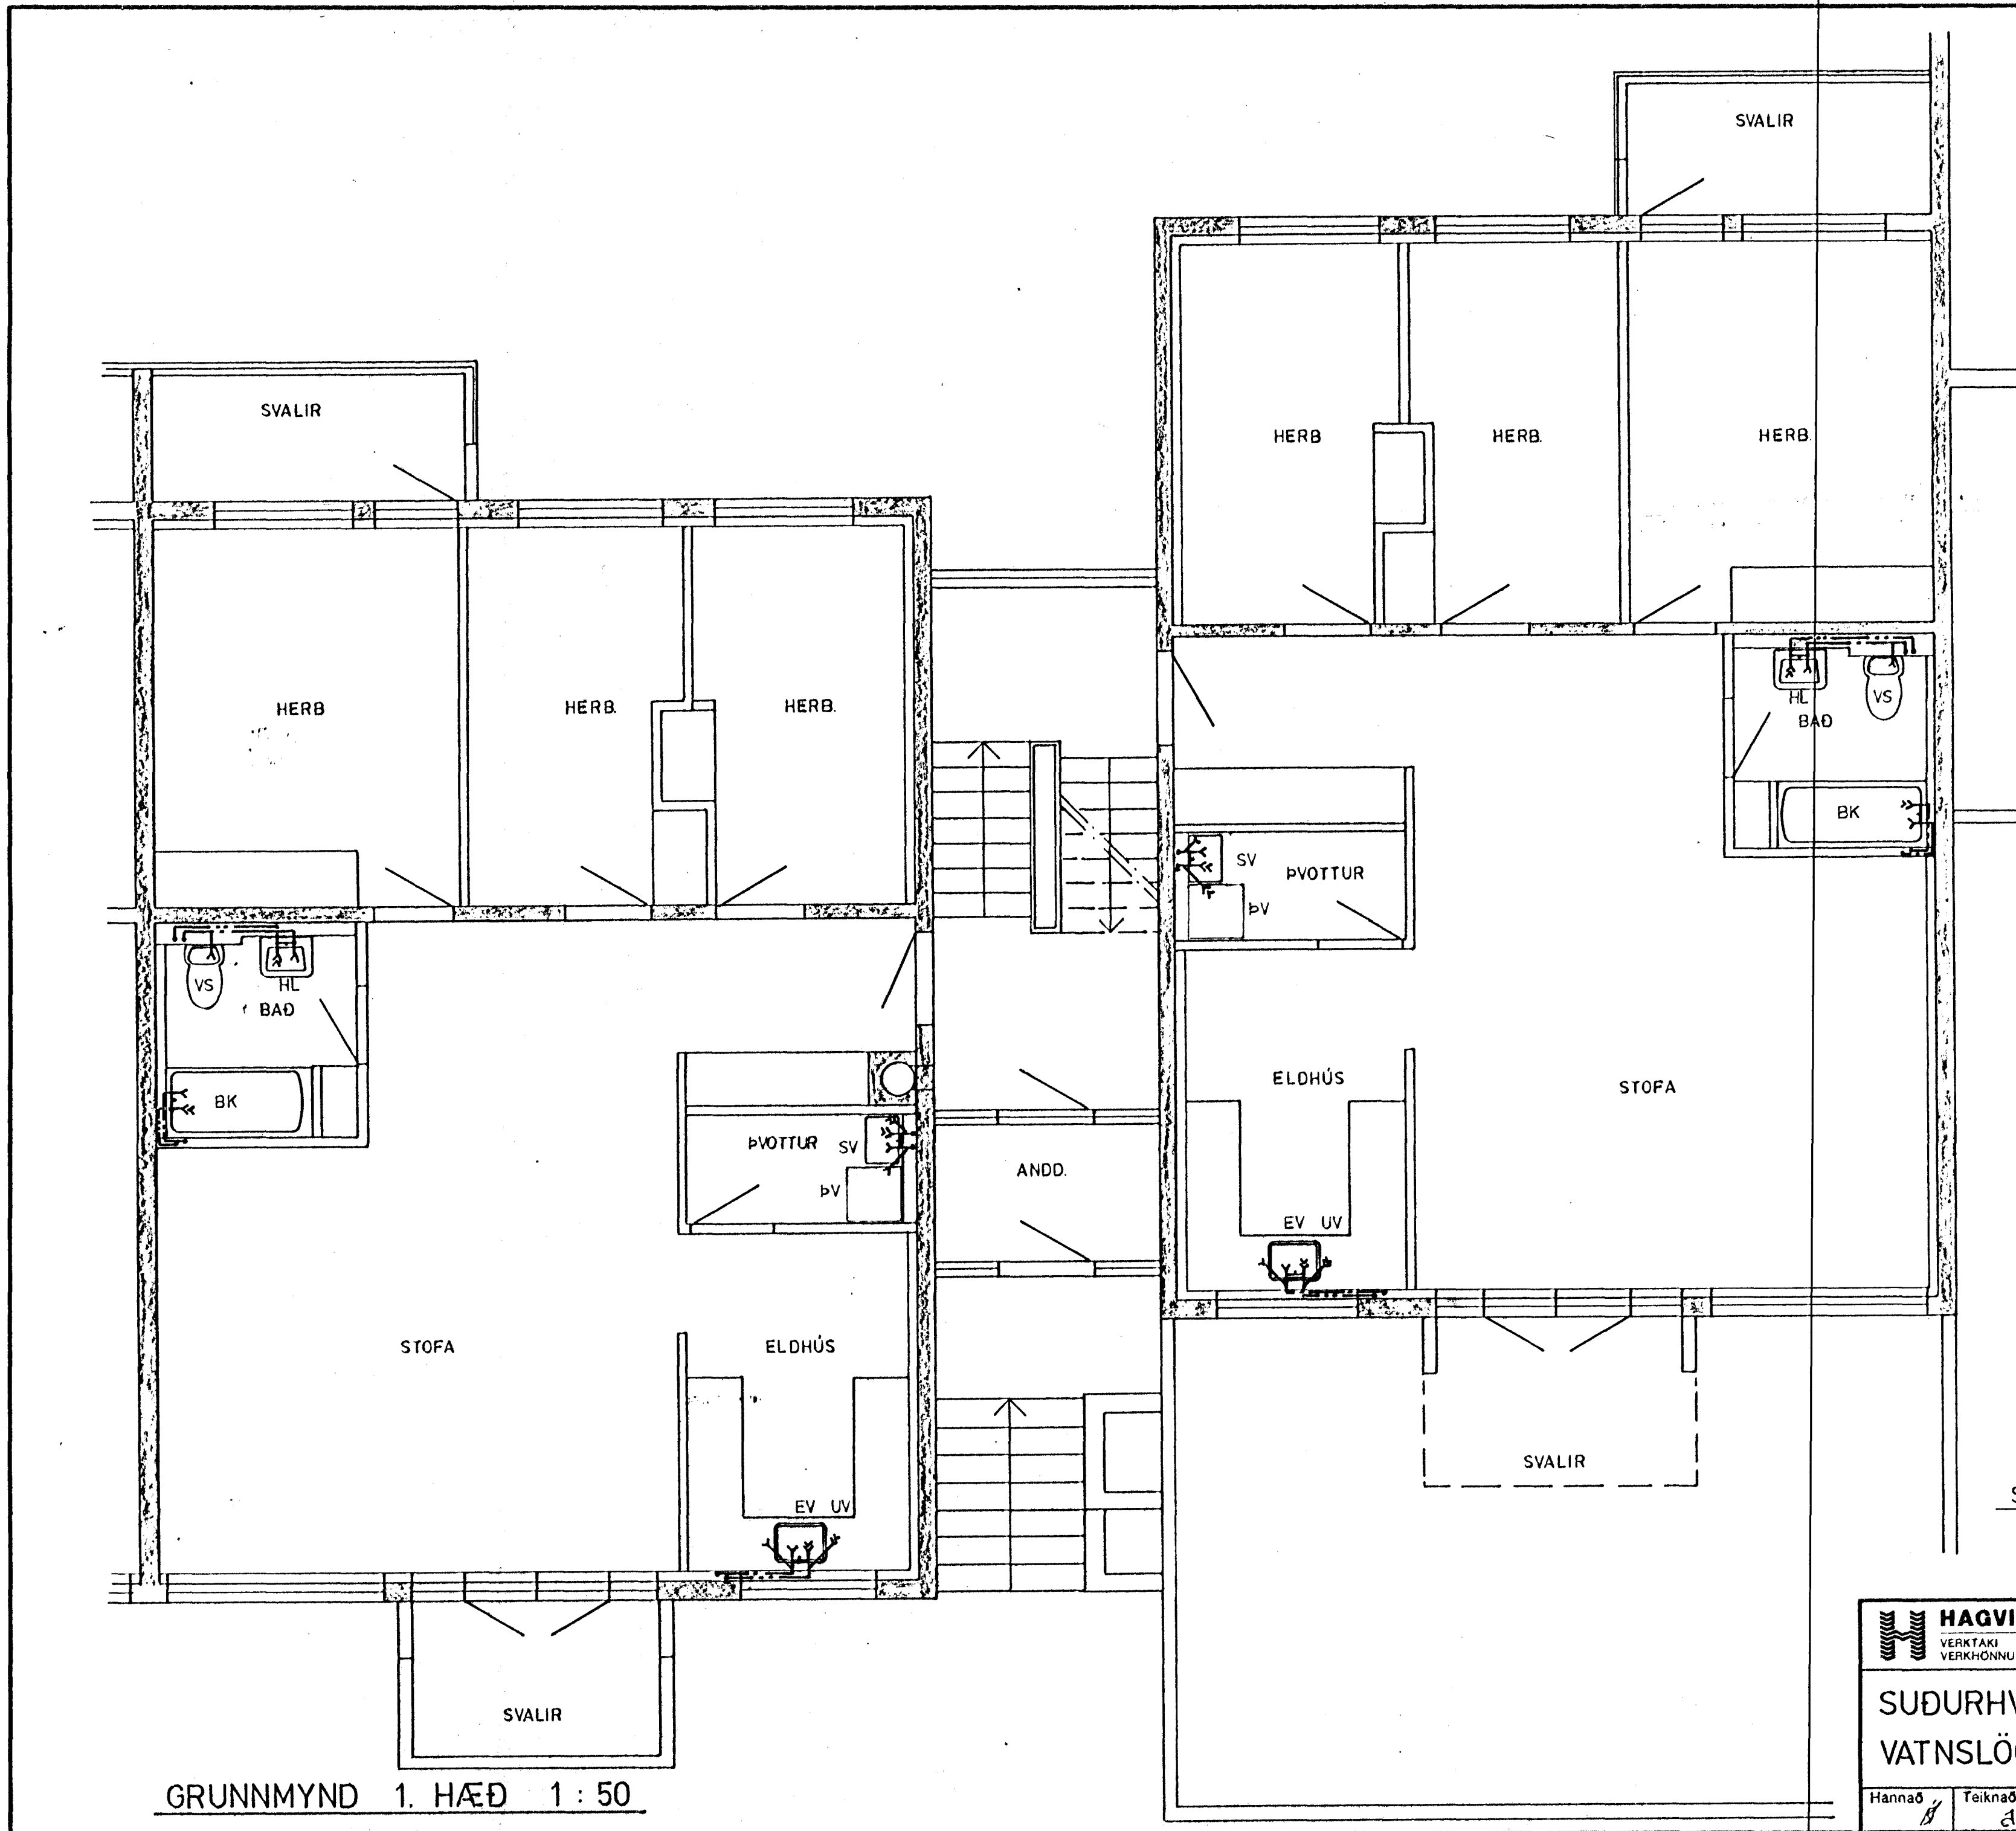 SVALIR
SVALIR
HERB
HERB.
HERB.
HERB
HERB.
HERB.
HL
VS
BAÐ
BK
SV
ÞVOTTUR
ÞV
VS
HL
BAÐ
BK
ELDHÚS
STOFA
ÞVOTTUR
SV
ÞV
ANDD.
EV UV
STOFA
ELDHÚS
SVALIR
EV UV
SVALIR
GRUNNMYND 1. HÆÐ 1:50
HAGVI
VERKTAKI
VERKHÖNNU
SUÐURHV
VATNSLÖ
Hannað
Teiknað